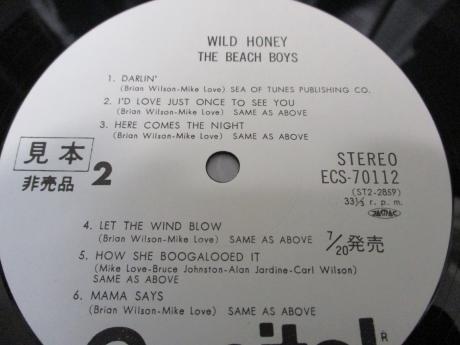 WILD HONEY
THE BEACH BOYS
1. DARLIN'
(Brian Wilson-Mike Love) SEA OF TUNES PUBLISHING CO.
2. I'D LOVE JUST ONCE TO SEE YOU
(Brian Wilson-Mike Love) SAME AS ABOVE
3. HERE COMES THE NIGHT
(Brian Wilson-Mike Love) SAME AS ABOVE
見本
非売品
2
STEREO
ECS-70112
(ST2-2859)
33⅓ r. p. m.
4. LET THE WIND BLOW
(Brian Wilson-Mike Love) SAME AS ABOVE
7/20発売
5. HOW SHE BOOGALOOED IT
(Mike Love-Bruce Johnston-Alan Jardine-Carl Wilson)
SAME AS ABOVE
6. MAMA SAYS
(Brian Wilson-Mike Love) SAME AS ABOVE
Capitol
R